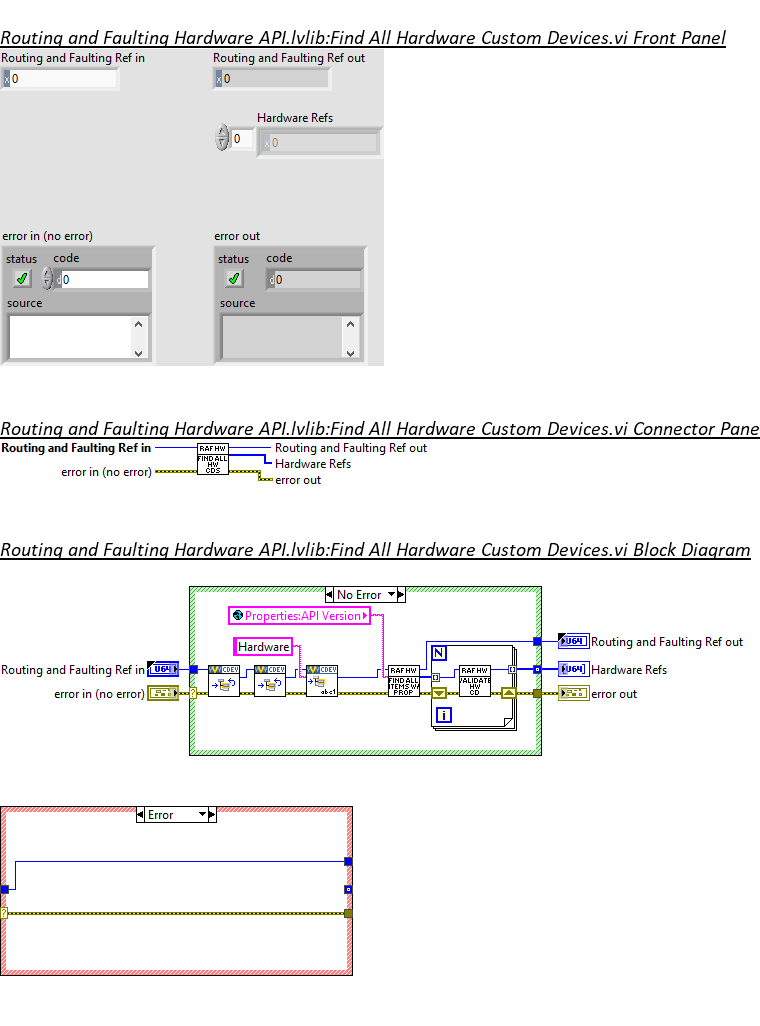 Routing and Faulting Hardware API.lvlib:Find All Hardware Custom Devices.vi Front Panel
Routing and Faulting Ref in
Routing and Faulting Ref out
x 0
x 0
Hardware Refs
0
x 0
error in (no error)
error out
status
code
status
code
d 0
d 0
source
source
Routing and Faulting Hardware API.lvlib:Find All Hardware Custom Devices.vi Connector Pane
Routing and Faulting Ref in
RAF HW
FIND ALL
HW
CDS
Routing and Faulting Ref out
Hardware Refs
error in (no error)
error out
Routing and Faulting Hardware API.lvlib:Find All Hardware Custom Devices.vi Block Diagram
No Error
Properties:API Version
Hardware
N
U64
Routing and Faulting Ref out
Routing and Faulting Ref in
U64
CDEV
CDEV
CDEV
abc1
RAF HW
FIND ALL
ITEMS W/
PROP
RAF HW
VALIDATE
HW
CD
U64
Hardware Refs
error in (no error)
?
error out
i
Error
?